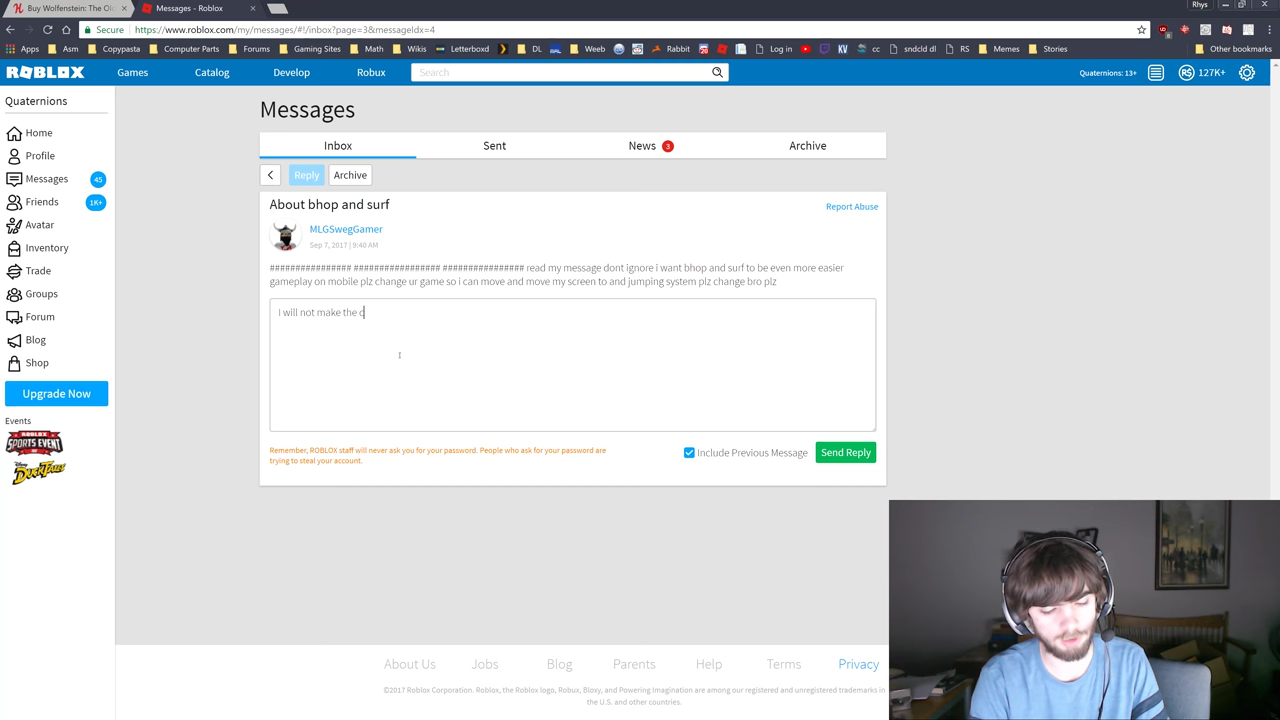 Buy Wolfenstein: The Old
Messages - Roblox
Rhys
Secure
https://www.roblox.com/my/messages/#!/inbox?page=3&messageIdx=4
Apps
Asm
Copypasta
Computer Parts
Forums
Gaming Sites
Math
Wikis
Letterboxd
DL
Weeb
Rabbit
Log in
KV
cc
sndcld dl
RS
Memes
Stories
Other bookmarks
ROBLOX
Games
Catalog
Develop
Robux
Search
Quaternions: 13+
R$ 127K+
Quaternions
Home
Profile
Messages 45
Friends 1K+
Avatar
Inventory
Trade
Groups
Forum
Blog
Shop
Upgrade Now
Events
ROBLOX SPORTS EVENT
Disney DUCKTALES
Messages
Inbox
Sent
News 3
Archive
Reply
Archive
About bhop and surf
Report Abuse
MLGSwegGamer
Sep 7, 2017 | 9:40 AM
################ ################# ################ read my message dont ignore i want bhop and surf to be even more easier
gameplay on mobile plz change ur game so i can move and move my screen to and jumping system plz change bro plz
I will not make the c
Remember, ROBLOX staff will never ask you for your password. People who ask for your password are
trying to steal your account.
Include Previous Message
Send Reply
About Us
Jobs
Blog
Parents
Help
Terms
Privacy
©2017 Roblox Corporation. Roblox, the Roblox logo, Robux, Bloxy, and Powering Imagination are among our registered and unregistered trademarks in
the U.S. and other countries.